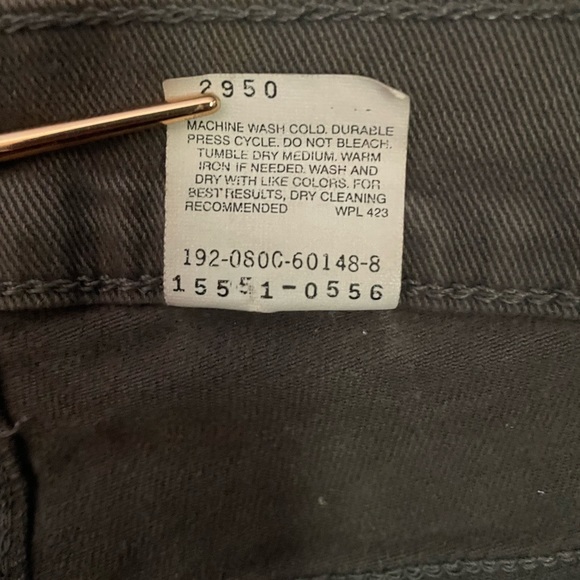 2950
MACHINE WASH COLD. DURABLE
PRESS CYCLE. DO NOT BLEACH.
TUMBLE DRY MEDIUM. WARM
IRON IF NEEDED. WASH AND
DRY WITH LIKE COLORS. FOR
BEST RESULTS, DRY CLEANING
RECOMMENDED WPL 423
192-080C-60148-8
15551-0556